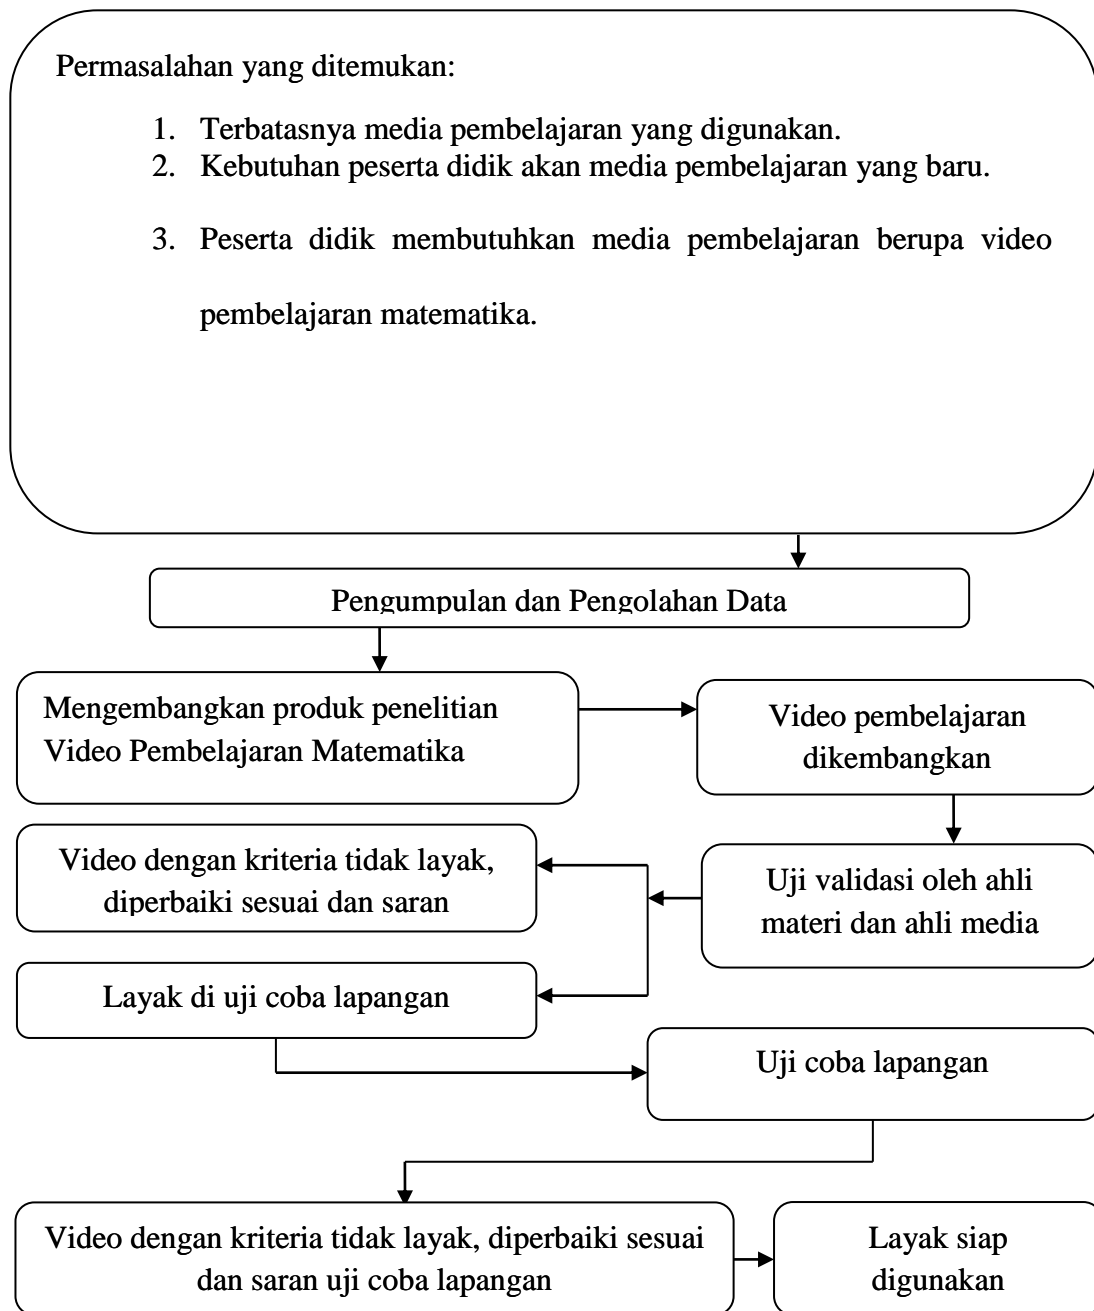 Permasalahan yang ditemukan:
1. Terbatasnya media pembelajaran yang digunakan.
2. Kebutuhan peserta didik akan media pembelajaran yang baru.
3. Peserta didik membutuhkan media pembelajaran berupa video
pembelajaran matematika.
Pengumpulan dan Pengolahan Data
Mengembangkan produk penelitian
Video Pembelajaran Matematika
Video pembelajaran
dikembangkan
Video dengan kriteria tidak layak,
diperbaiki sesuai dan saran
Uji validasi oleh ahli
materi dan ahli media
Layak di uji coba lapangan
Uji coba lapangan
Video dengan kriteria tidak layak, diperbaiki sesuai
dan saran uji coba lapangan
Layak siap
digunakan